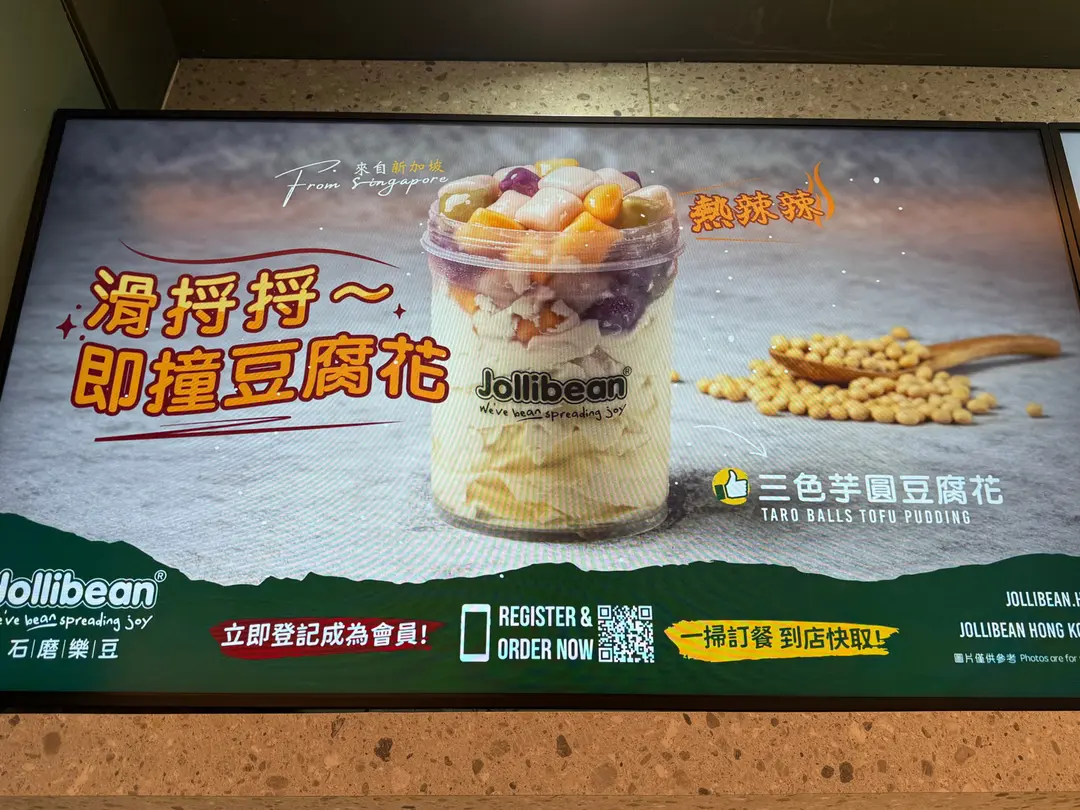 來自新加坡
From Singapore
熱辣辣
滑捋捋~
即撞豆腐花
Jollibean®
We've bean spreading joy
三色芋圓豆腐花
TARO BALLS TOFU PUDDING
Jollibean®
We've bean spreading joy
石|磨|樂|豆
立即登記成為會員!
REGISTER &
ORDER NOW
一掃訂餐 到店快取!
JOLLIBEAN.H
JOLLIBEAN HONG KO
圖片僅供參考 Photos are for